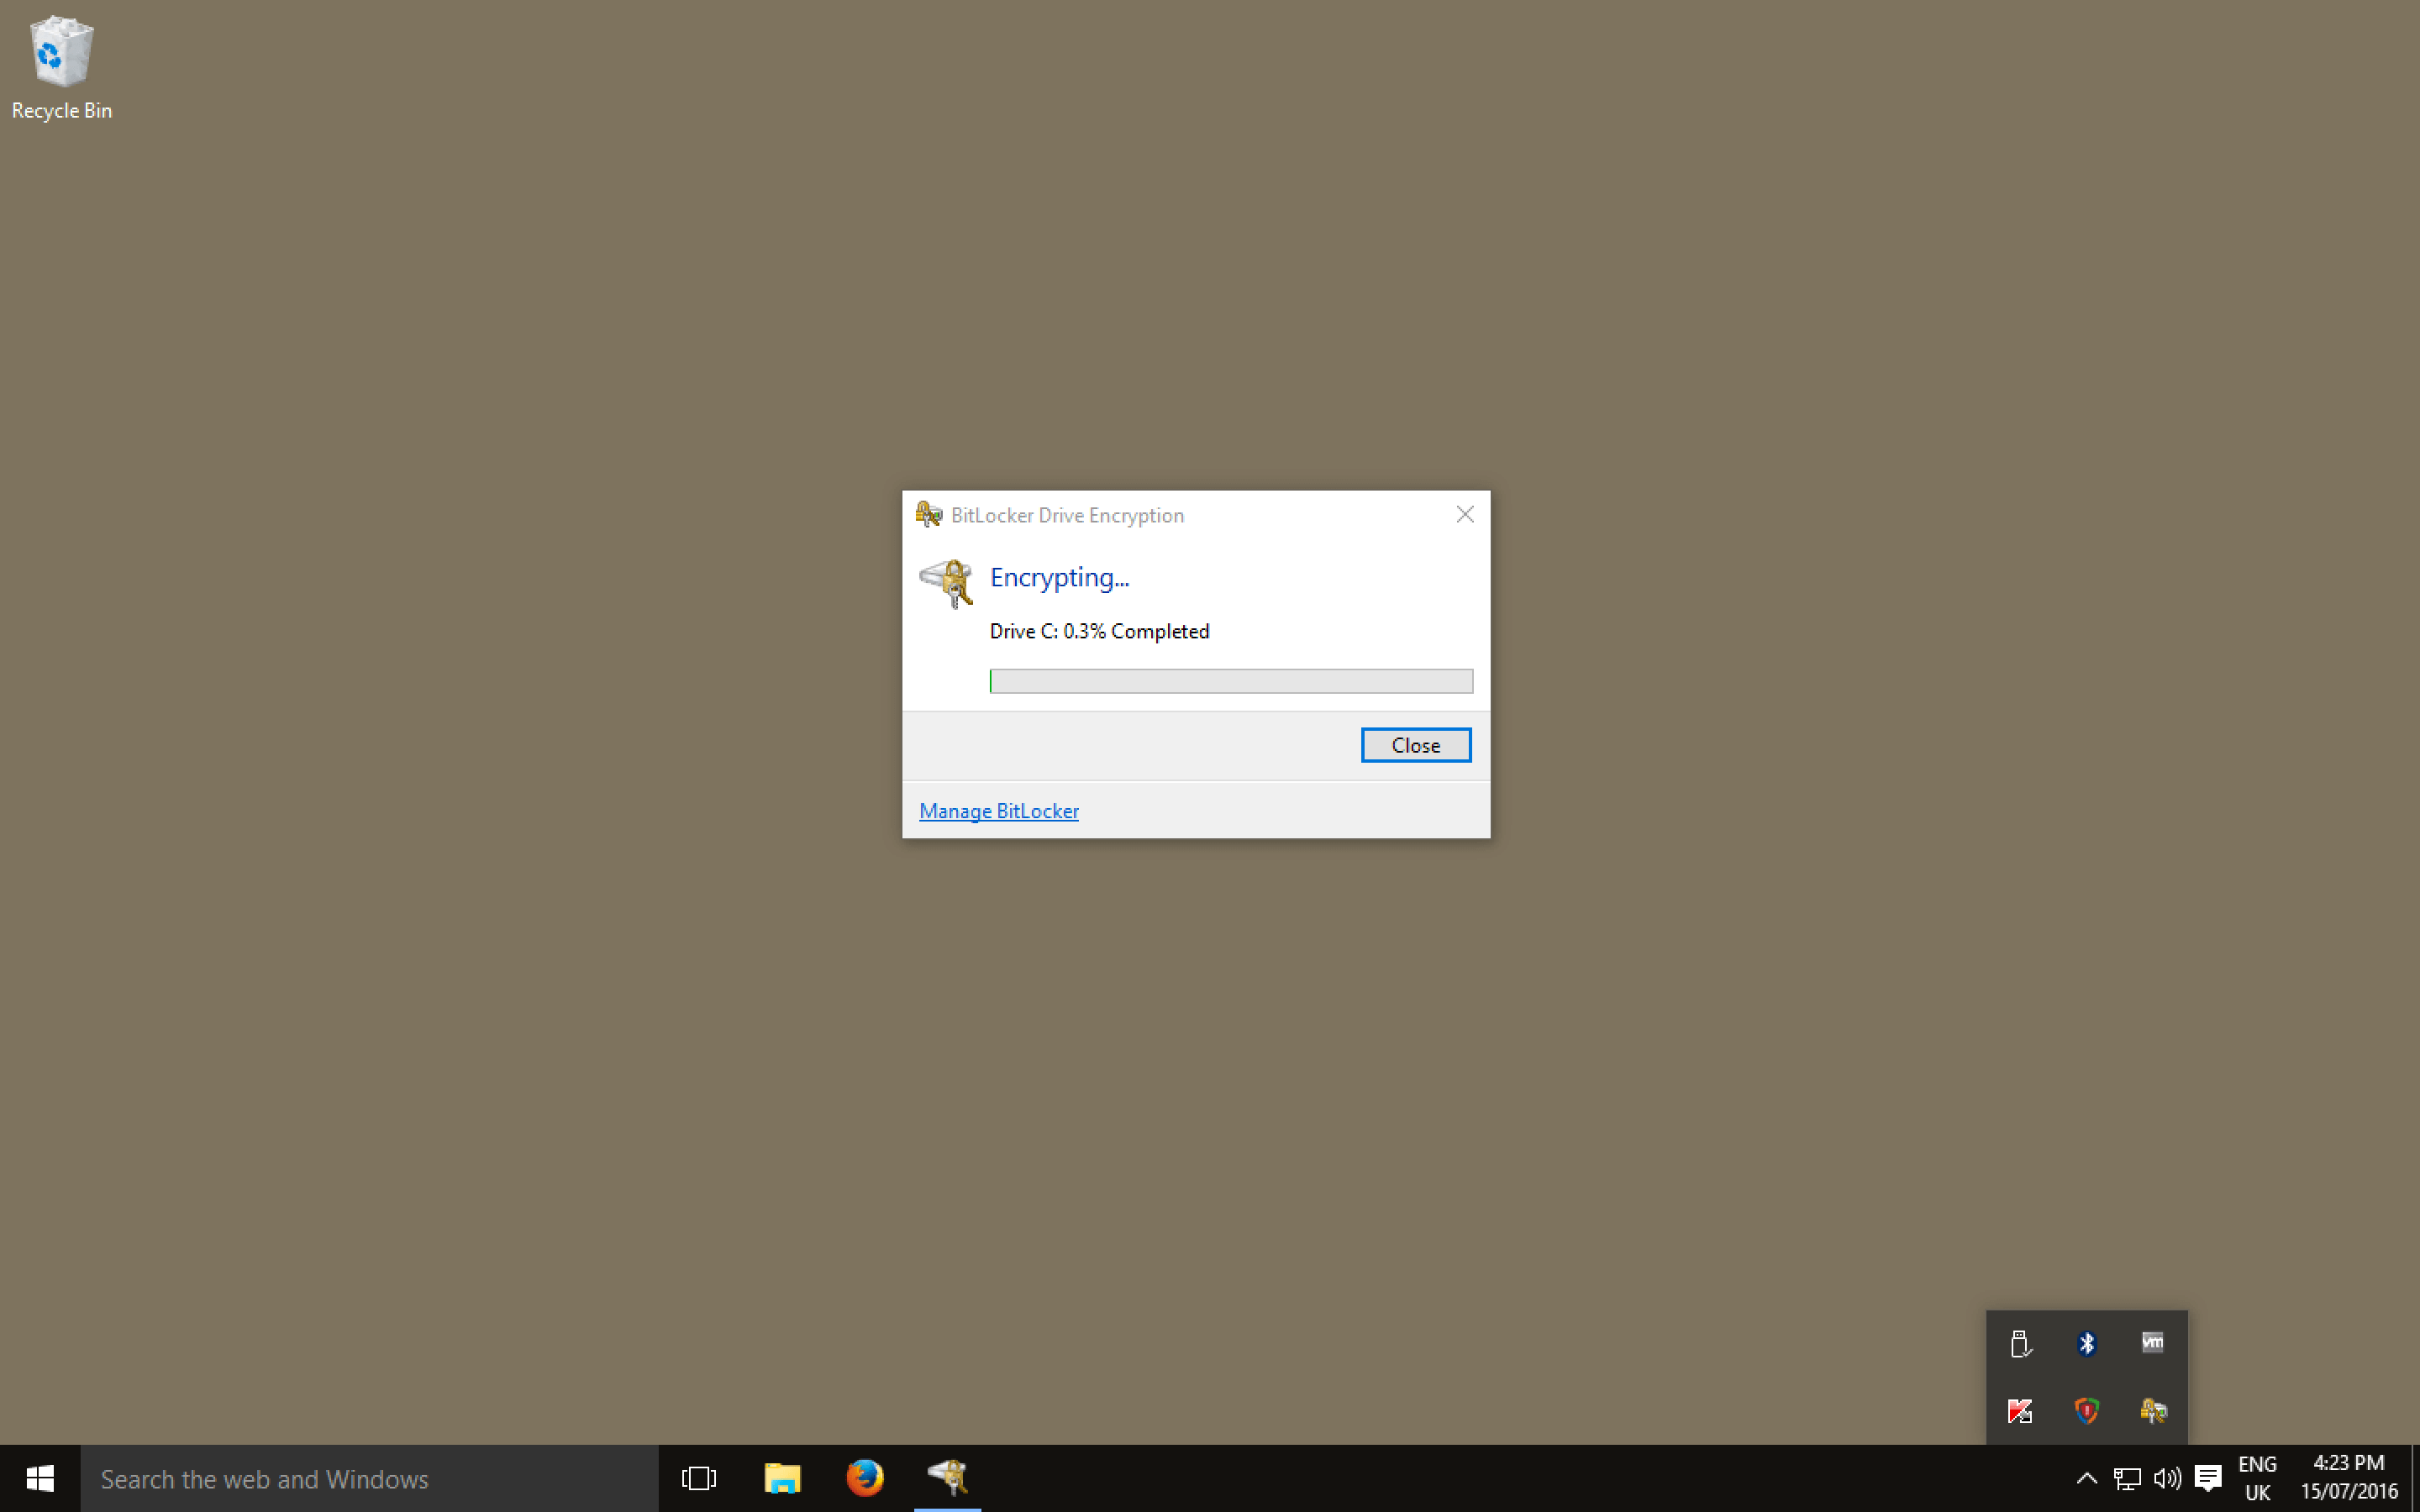 Recycle Bin
BitLocker Drive Encryption
Encrypting...
Drive C: 0.3% Completed
Close
Manage BitLocker
vm
Search the web and Windows
ENG
UK
4:23 PM
15/07/2016